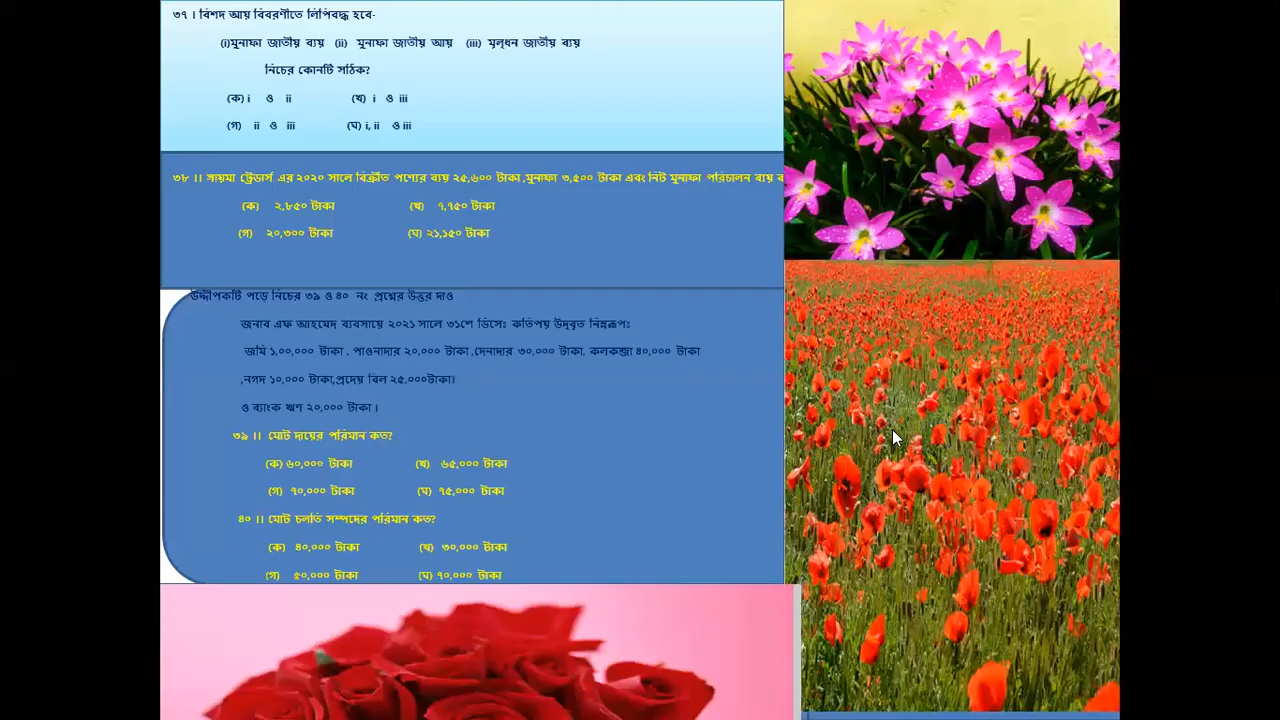 ৩৭ । বিশদ আয় বিবরণীতে লিপিবদ্ধ হবে-
(i)মুনাফা জাতীয় ব্যয় (ii) মুনাফা জাতীয় আয় (iii) মূলধন জাতীয় ব্যয়
নিচের কোনটি সঠিক?
(ক) i ও ii (খ) i ও iii
(গ) ii ও iii (ঘ) i, ii ও iii
৩৮ ।। সায়মা ট্রেডার্স এর ২০২০ সালে বিক্রীত পণ্যের ব্যয় ২৫,৬০০ টাকা ,মুনাফা ৩,৫০০ টাকা এবং নিট মুনাফা পরিচালন ব্যয়
(ক) ২,৮৫০ টাকা (খ) ৭,৭৫০ টাকা
(গ) ২০,৩০০ টাকা (ঘ) ২১,১৫০ টাকা
উদ্দীপকটি পড়ে নিচের ৩৯ ও ৪০ নং প্রশ্নের উত্তর দাও
জনাব এফ আহমেদ ব্যবসায়ে ২০২১ সালে ৩১শে ডিসেঃ কতিপয় উদ্বৃত নিম্নরূপঃ
জমি ১,০০,০০০ টাকা , পাওনাদার ২০,০০০ টাকা ,দেনাদার ৩০,০০০ টাকা, কলকব্জা ৪০,০০০ টাকা
,নগদ ১০,০০০ টাকা,প্রদেয় বিল ২৫,০০০টাকা।
ও ব্যাংক ঋণ ২০,০০০ টাকা ।
৩৯ ।। মোট দায়ের পরিমান কত?
(ক) ৬০,০০০ টাকা (খ) ৬৫,০০০ টাকা
(গ) ৭০,০০০ টাকা (ঘ) ৭৫,০০০ টাকা
৪০ ।। মোট চলতি সম্পদের পরিমান কত?
(ক) ৪০,০০০ টাকা (খ) ৩০,০০০ টাকা
(গ) ৫০,০০০ টাকা (ঘ) ৭০,০০০ টাকা